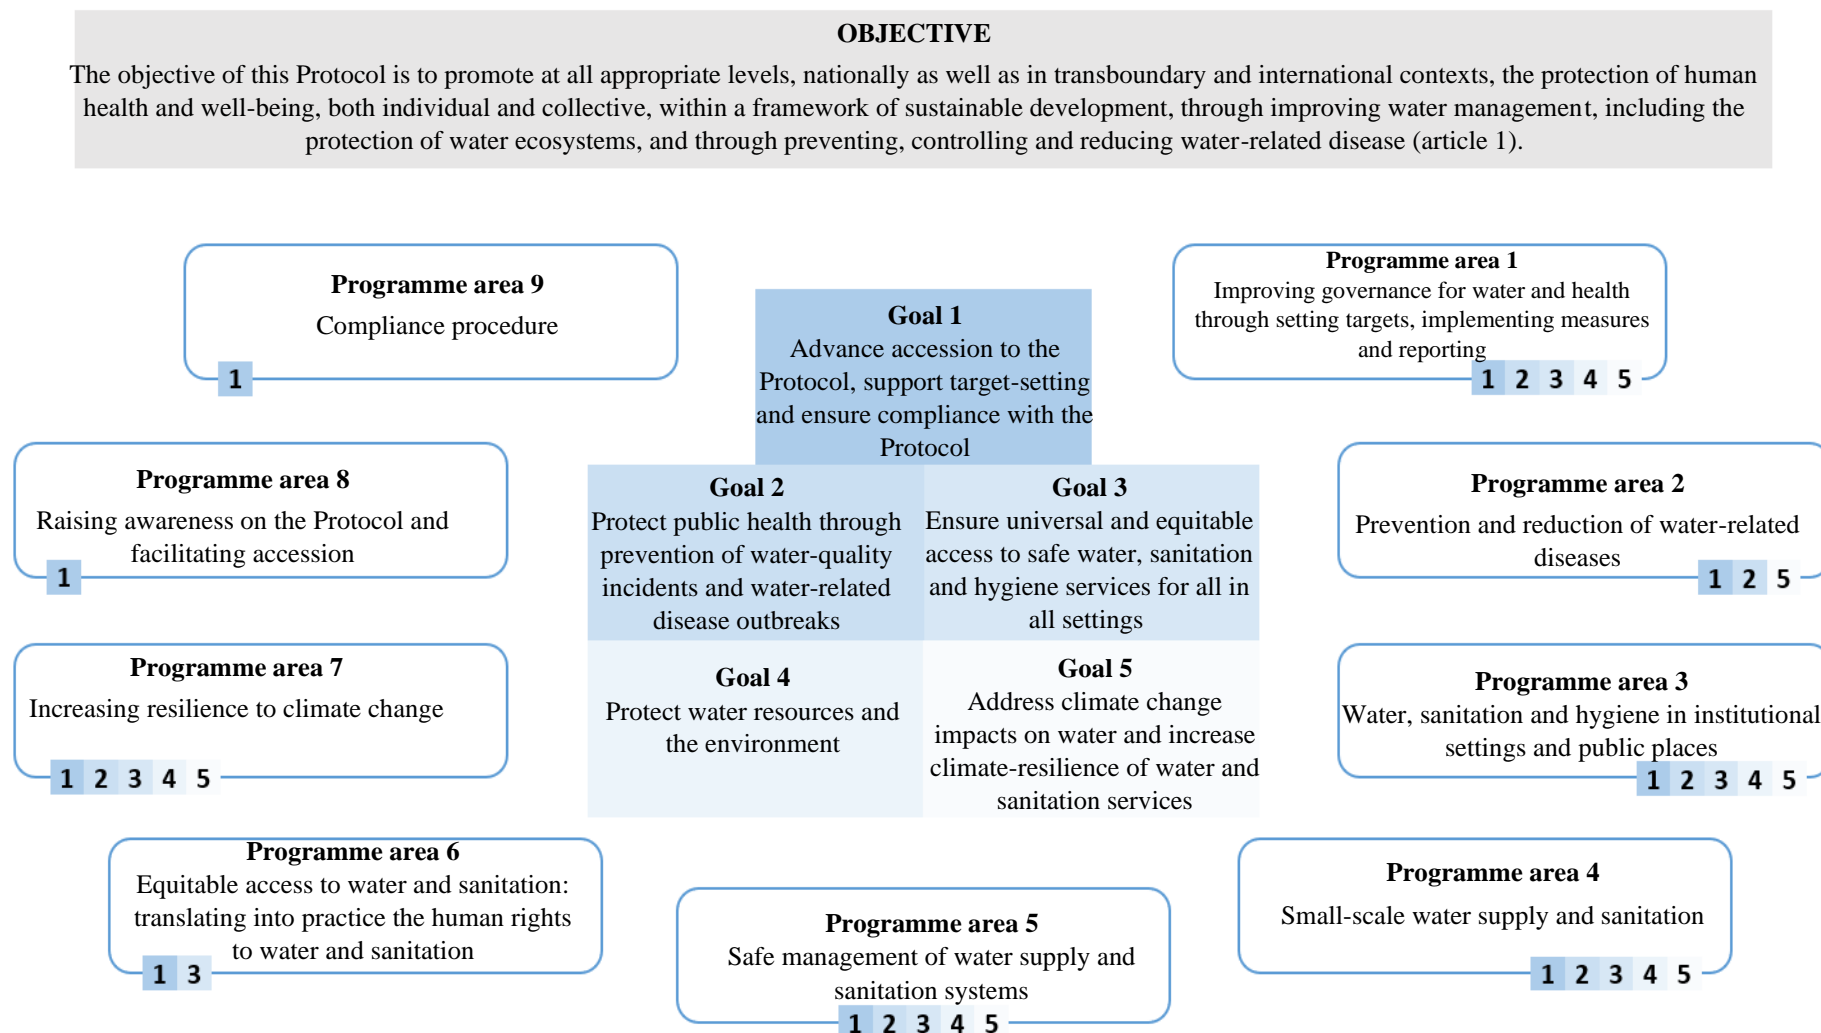 OBJECTIVE
The objective of this Protocol is to promote at all appropriate levels, nationally as well as in transboundary and international contexts, the protection of human
health and well-being, both individual and collective, within a framework of sustainable development, through improving water management, including the
protection of water ecosystems, and through preventing, controlling and reducing water-related disease (article 1).
Programme area 9
Compliance procedure
1
Goal 1
Advance accession to the
Protocol, support target-setting
and ensure compliance with the
Protocol
Programme area 1
Improving governance for water and health
through setting targets, implementing measures
and reporting
1 2 3 4 5
Programme area 8
Raising awareness on the Protocol and
facilitating accession
1
Goal 2
Protect public health through
prevention of water-quality
incidents and water-related
disease outbreaks
Goal 3
Ensure universal and equitable
access to safe water, sanitation
and hygiene services for all in
all settings
Programme area 2
Prevention and reduction of water-related
diseases
1 2 5
Programme area 7
Increasing resilience to climate change
1 2 3 4 5
Goal 4
Protect water resources and
the environment
Goal 5
Address climate change
impacts on water and increase
climate-resilience of water and
sanitation services
Programme area 3
Water, sanitation and hygiene in institutional
settings and public places
1 2 3 4 5
Programme area 6
Equitable access to water and sanitation:
translating into practice the human rights
to water and sanitation
1 3
Programme area 5
Safe management of water supply and
sanitation systems
1 2 3 4 5
Programme area 4
Small-scale water supply and sanitation
1 2 3 4 5